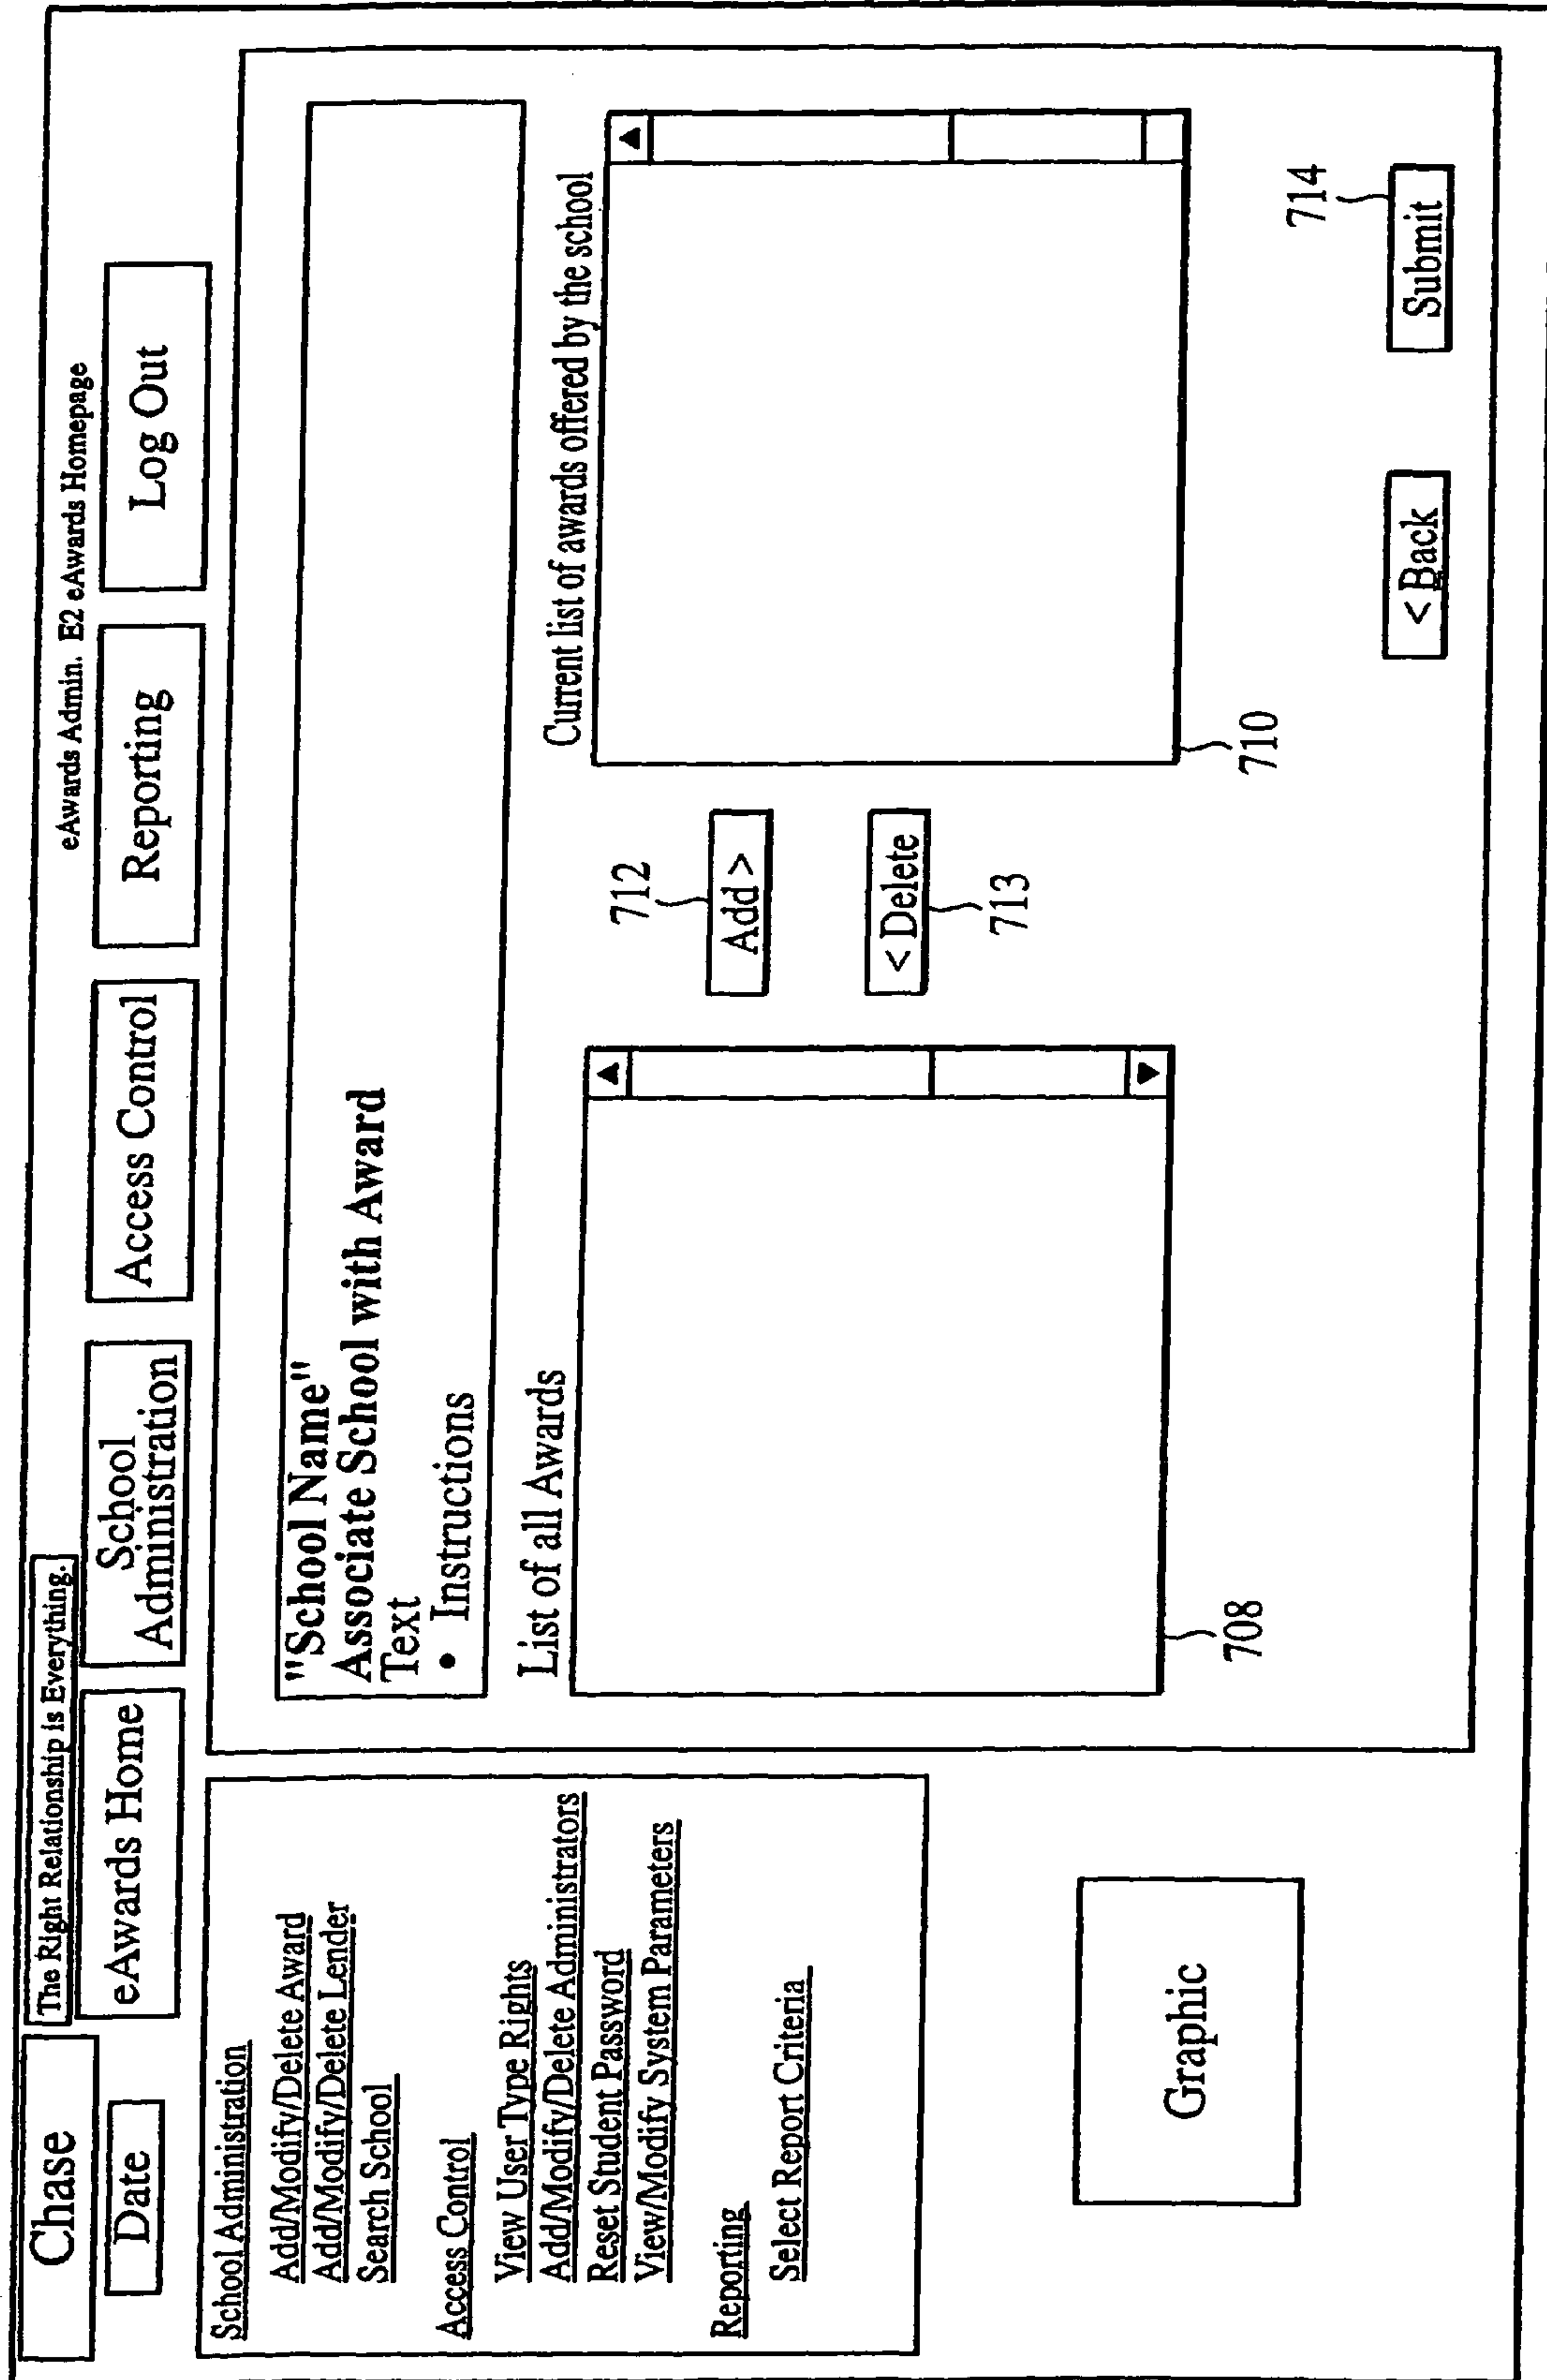 Chase
The Right Relationship is Everything.
eAwards Admin. E2 eAwards Homepage
Date
eAwards Home
School
Administration
Access Control
Reporting
Log Out
School Administration
Add/Modify/Delete Award
Add/Modify/Delete Lender
Search School
Access Control
View User Type Rights
Add/Modify/Delete Administrators
Reset Student Password
View/Modify System Parameters
Reporting
Select Report Criteria
Graphic
"School Name"
Associate School with Award
Text
• Instructions
List of all Awards
708
712
Add >
< Delete
713
Current list of awards offered by the school
710
714
< Back
Submit